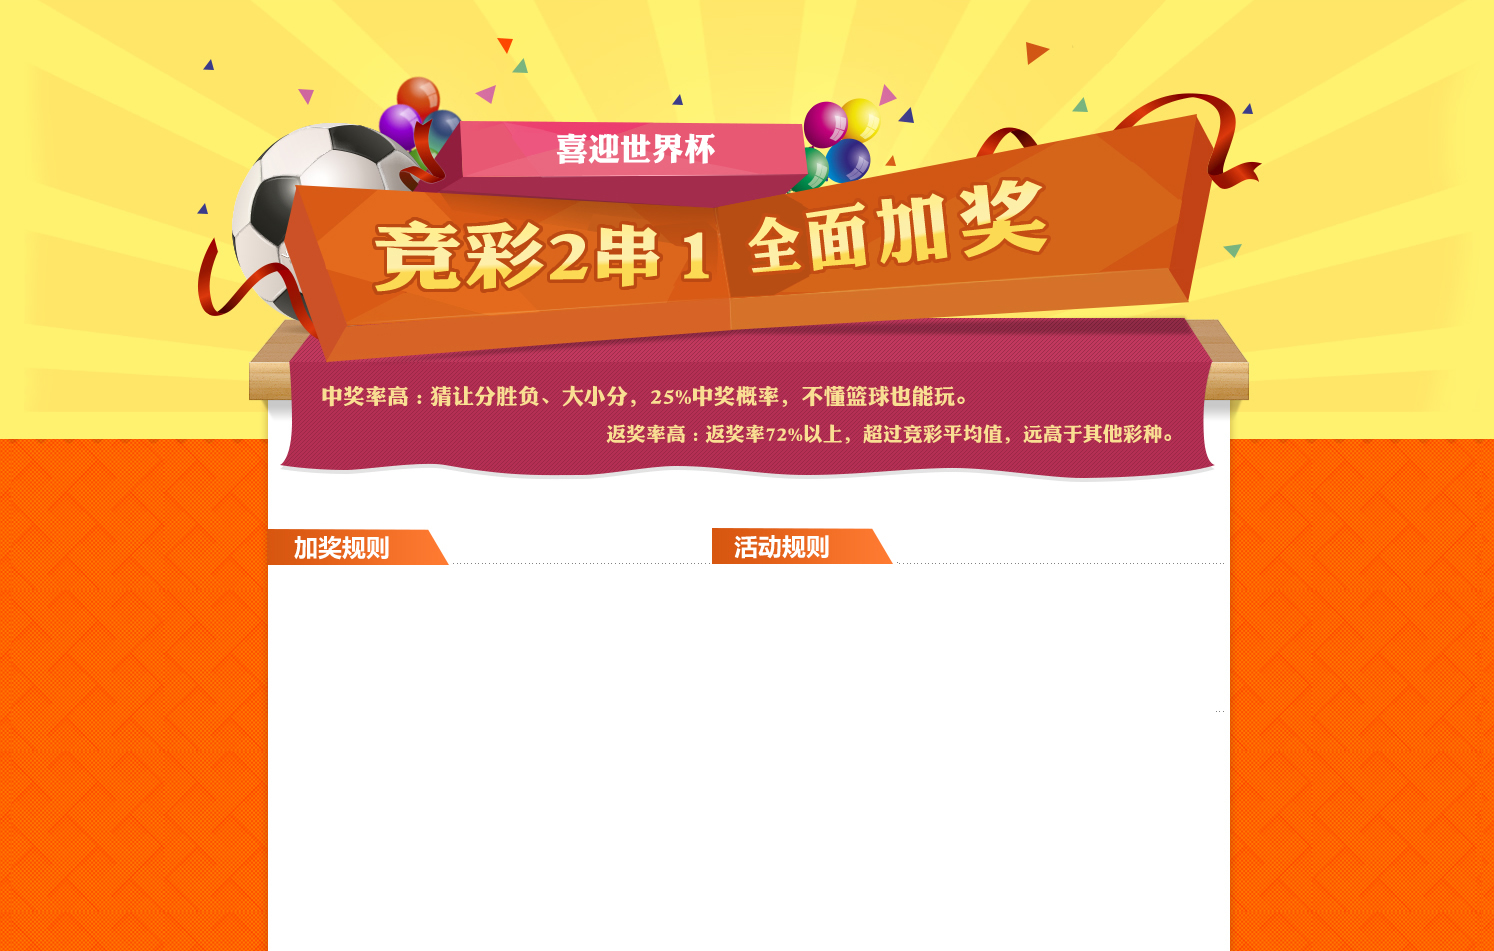 喜迎世界杯
竞彩2串1 全面加奖
中奖率高：猜让分胜负、大小分，25%中奖概率，不懂篮球也能玩。
返奖率高：返奖率72%以上，超过竞彩平均值，远高于其他彩种。
加奖规则
活动规则